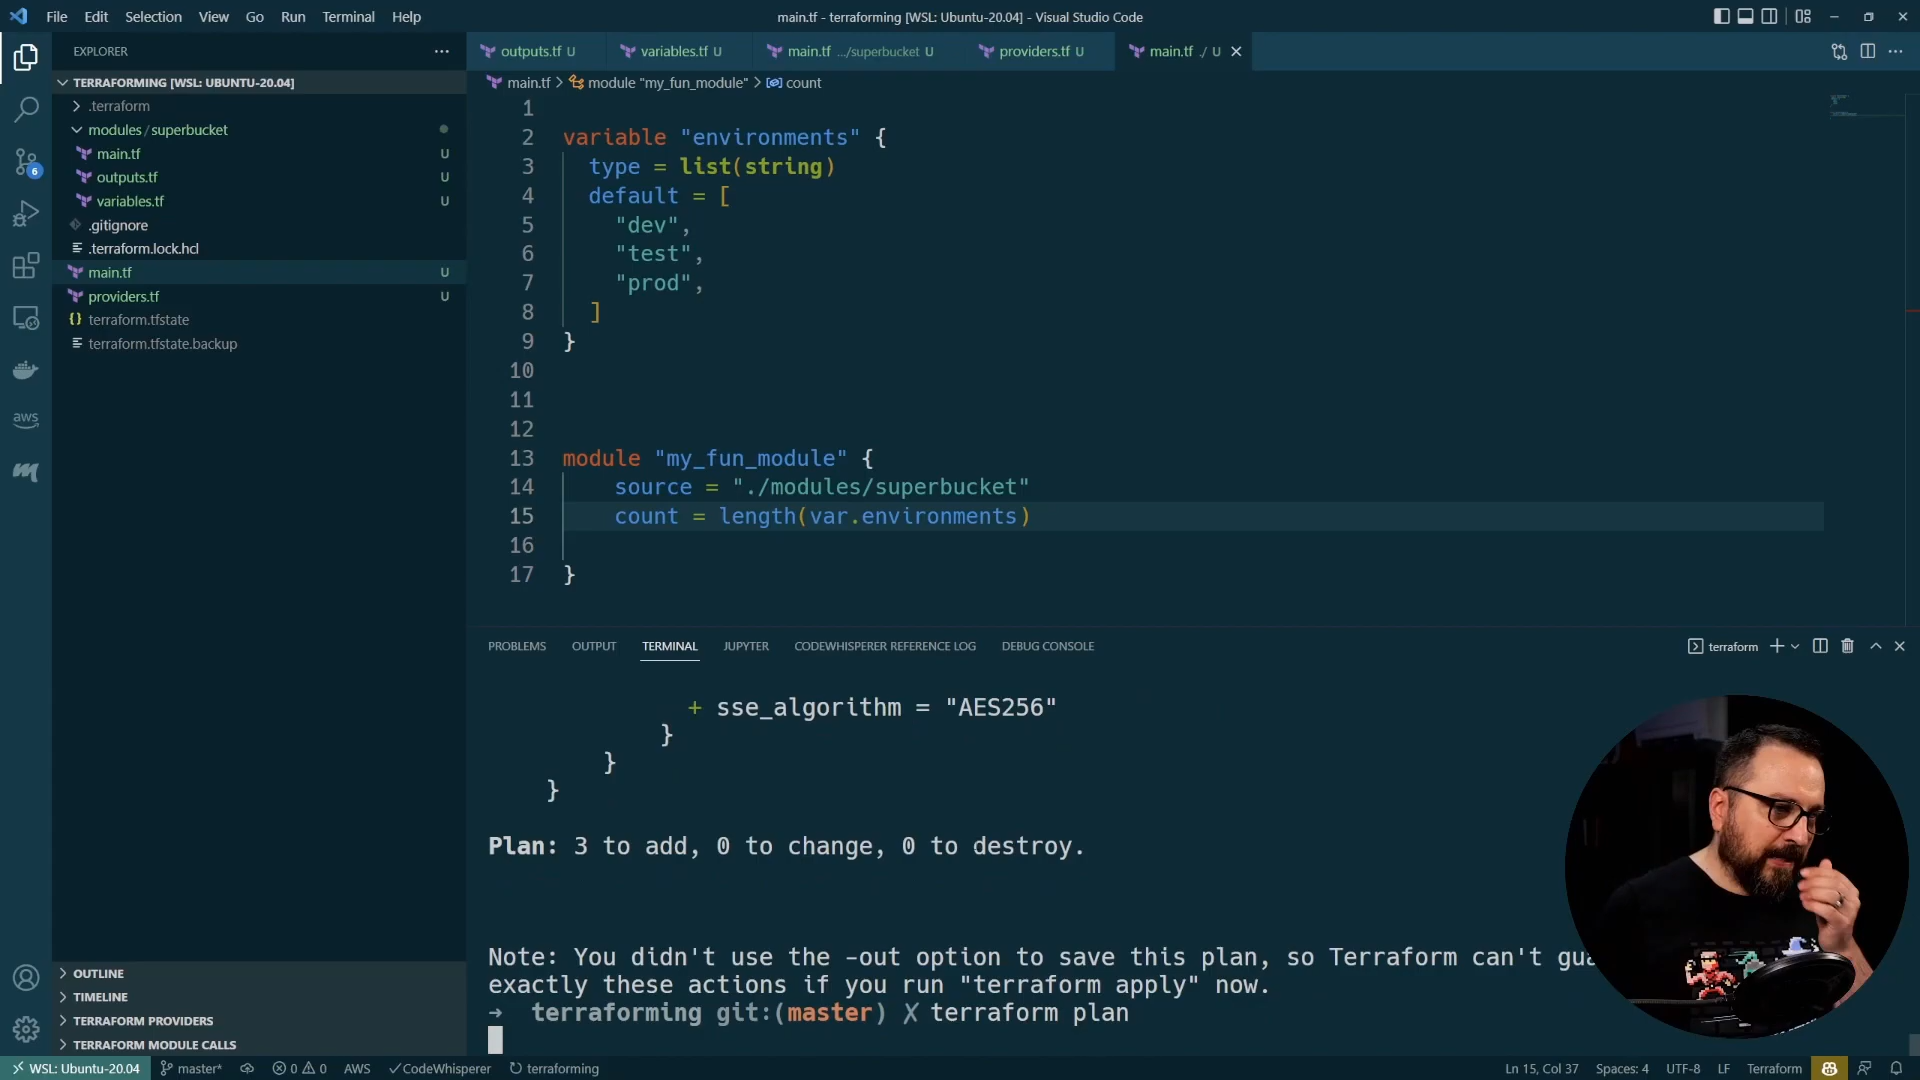 File Edit Selection View Go Run Terminal Help
main.tf - terraforming [WSL: Ubuntu-20.04] - Visual Studio Code
EXPLORER
TERRAFORMING [WSL: UBUNTU-20.04]
.terraform
modules / superbucket
main.tf U
outputs.tf U
variables.tf U
.gitignore
.terraform.lock.hcl
main.tf U
providers.tf U
terraform.tfstate
terraform.tfstate.backup
6
aws
OUTLINE
TIMELINE
TERRAFORM PROVIDERS
TERRAFORM MODULE CALLS
outputs.tf U variables.tf U main.tf .../superbucket U providers.tf U main.tf ./ U
main.tf > module "my_fun_module" > count
1
2 variable "environments" {
3 type = list(string)
4 default = [
5 "dev",
6 "test",
7 "prod",
8 ]
9 }
10
11
12
13 module "my_fun_module" {
14 source = "./modules/superbucket"
15 count = length(var.environments)
16
17 }
PROBLEMS OUTPUT TERMINAL JUPYTER CODEWHISPERER REFERENCE LOG DEBUG CONSOLE
terraform
+ sse_algorithm = "AES256"
}
}
}
Plan: 3 to add, 0 to change, 0 to destroy.
Note: You didn't use the -out option to save this plan, so Terraform can't gua
exactly these actions if you run "terraform apply" now.
→ terraforming git:(master) ✗ terraform plan
WSL: Ubuntu-20.04 master* 0 0 AWS CodeWhisperer terraforming
Ln 15, Col 37 Spaces: 4 UTF-8 LF Terraform